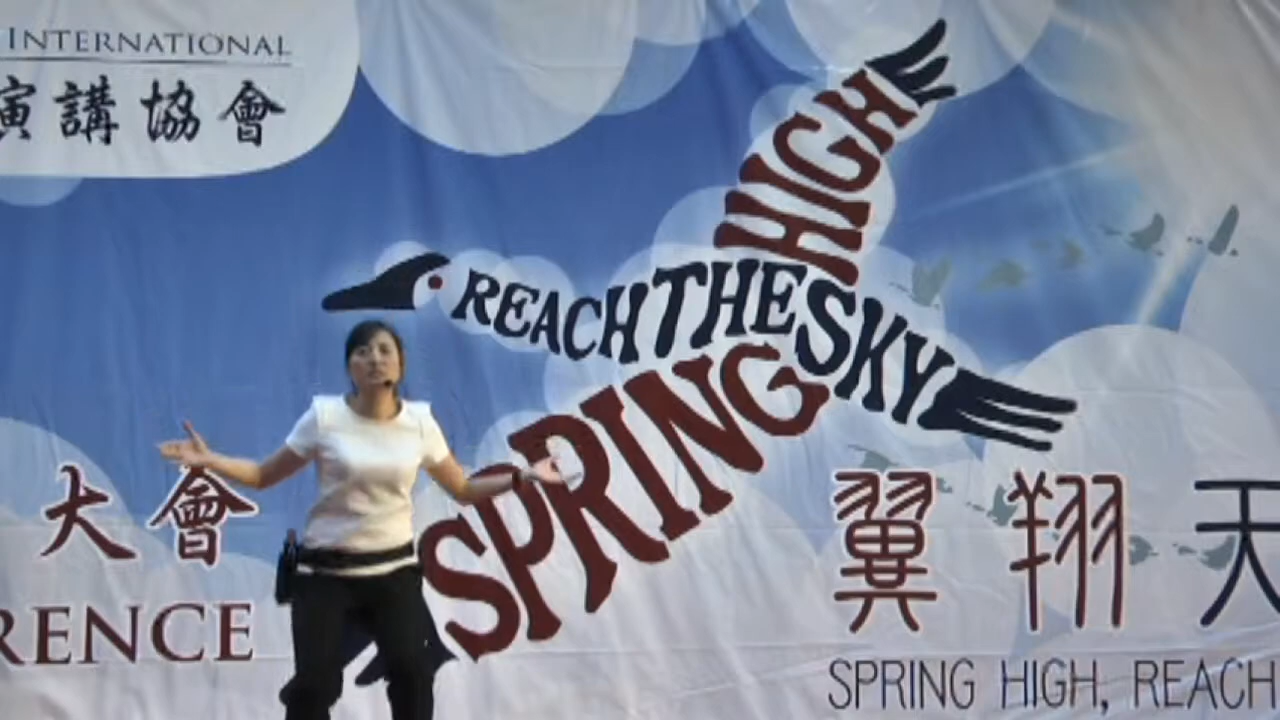 INTERNATIONAL
演講協會
HIGH
REACH THE SKY
SPRING
大會
RENCE
翼翔天
SPRING HIGH, REACH